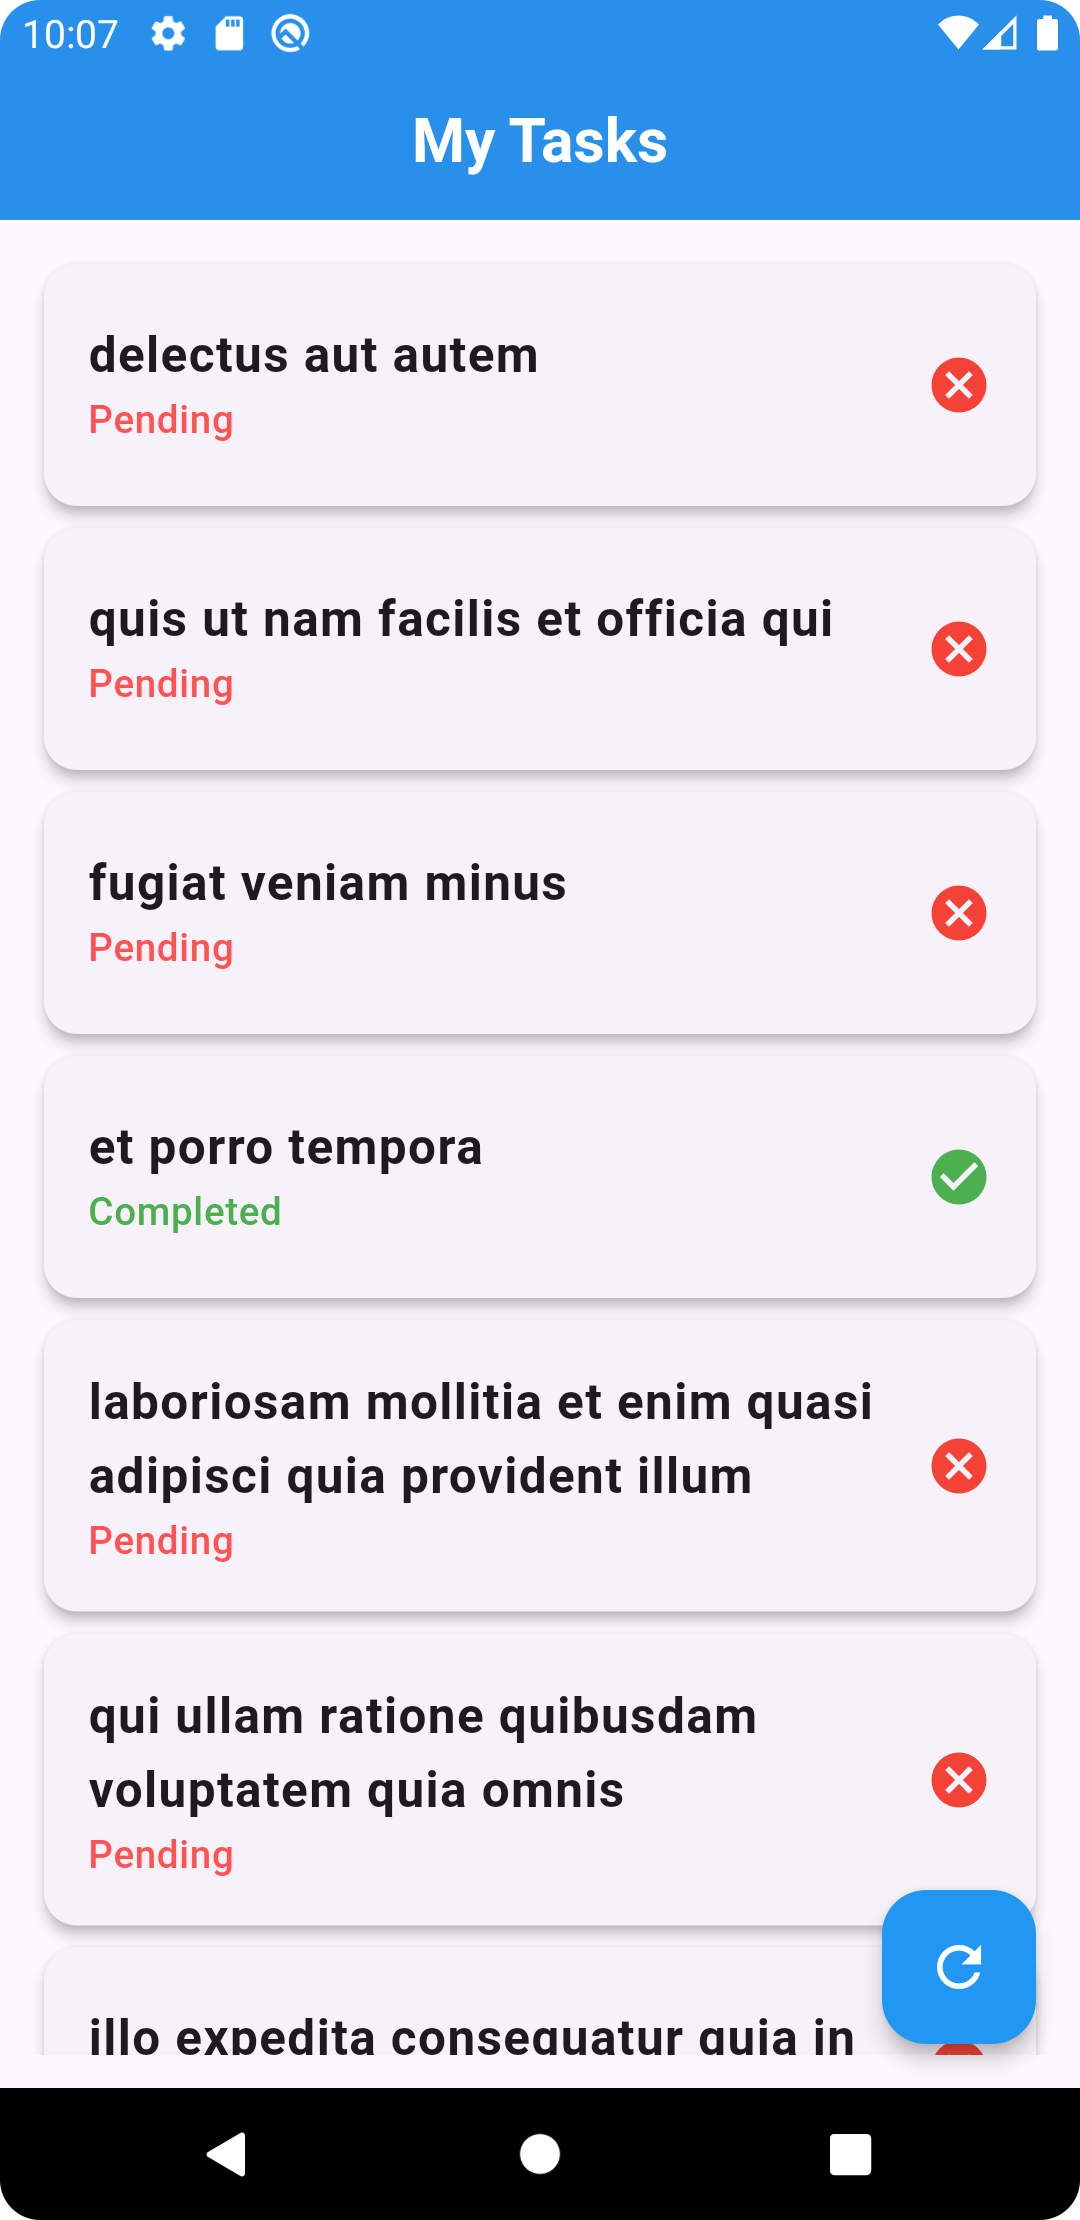 10:07
My Tasks
delectus aut autem
Pending
quis ut nam facilis et officia qui
Pending
fugiat veniam minus
Pending
et porro tempora
Completed
laboriosam mollitia et enim quasi
adipisci quia provident illum
Pending
qui ullam ratione quibusdam
voluptatem quia omnis
Pending
illo expedita consequatur quia in